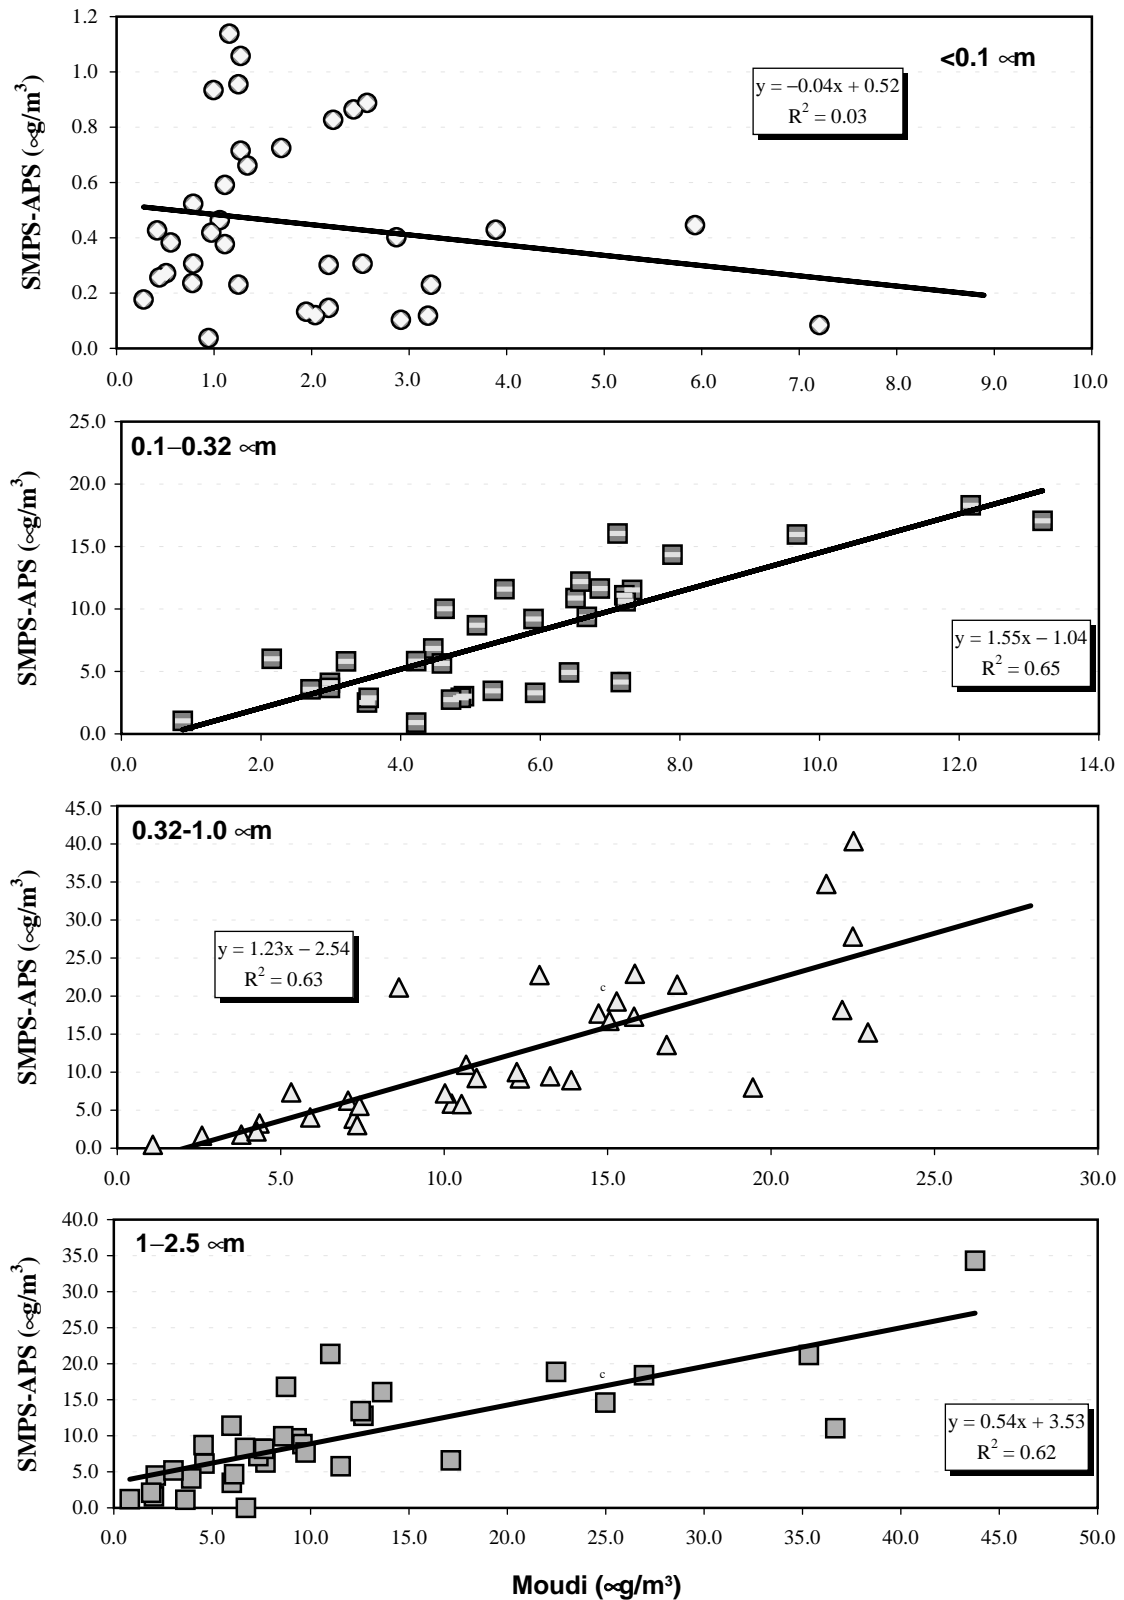 1.2
1.0
0.8
0.6
0.4
0.2
0.0
SMPS-APS (∝g/m³)
<0.1 ∝m
y = −0.04x + 0.52
R² = 0.03
0.0 1.0 2.0 3.0 4.0 5.0 6.0 7.0 8.0 9.0 10.0
25.0
20.0
15.0
10.0
5.0
0.0
SMPS-APS (∝g/m³)
0.1–0.32 ∝m
y = 1.55x − 1.04
R² = 0.65
0.0 2.0 4.0 6.0 8.0 10.0 12.0 14.0
45.0
40.0
35.0
30.0
25.0
20.0
15.0
10.0
5.0
0.0
SMPS-APS (∝g/m³)
0.32-1.0 ∝m
y = 1.23x − 2.54
R² = 0.63
c
0.0 5.0 10.0 15.0 20.0 25.0 30.0
40.0
35.0
30.0
25.0
20.0
15.0
10.0
5.0
0.0
SMPS-APS (∝g/m³)
1–2.5 ∝m
c
y = 0.54x + 3.53
R² = 0.62
0.0 5.0 10.0 15.0 20.0 25.0 30.0 35.0 40.0 45.0 50.0
Moudi (∝g/m³)